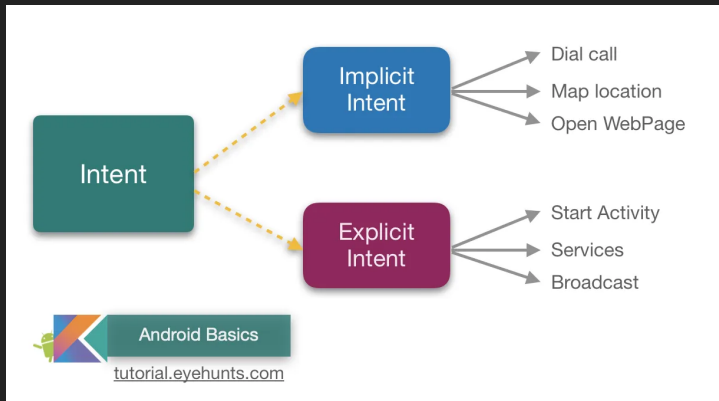 Intent
Implicit
Intent
Dial call
Map location
Open WebPage
Explicit
Intent
Start Activity
Services
Broadcast
Android Basics
tutorial.eyehunts.com